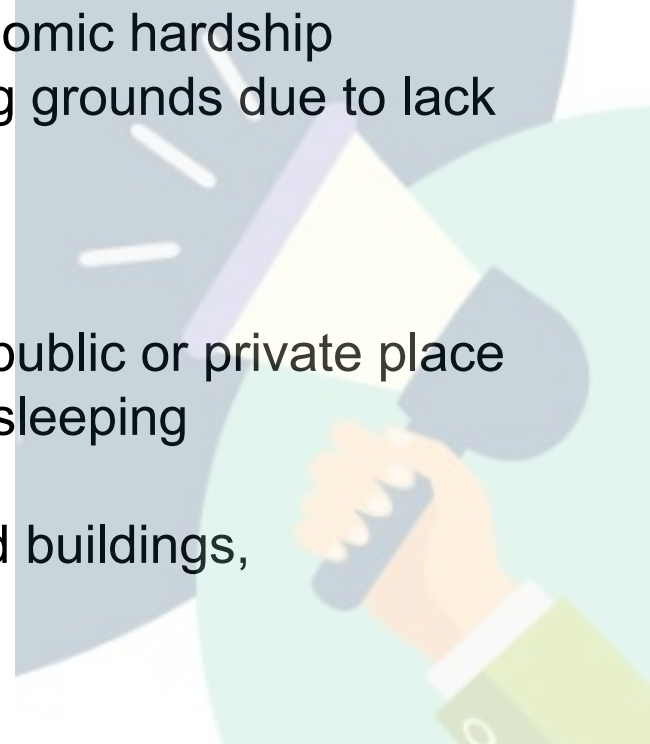 omic hardship
g grounds due to lack
public or private place
sleeping
d buildings,